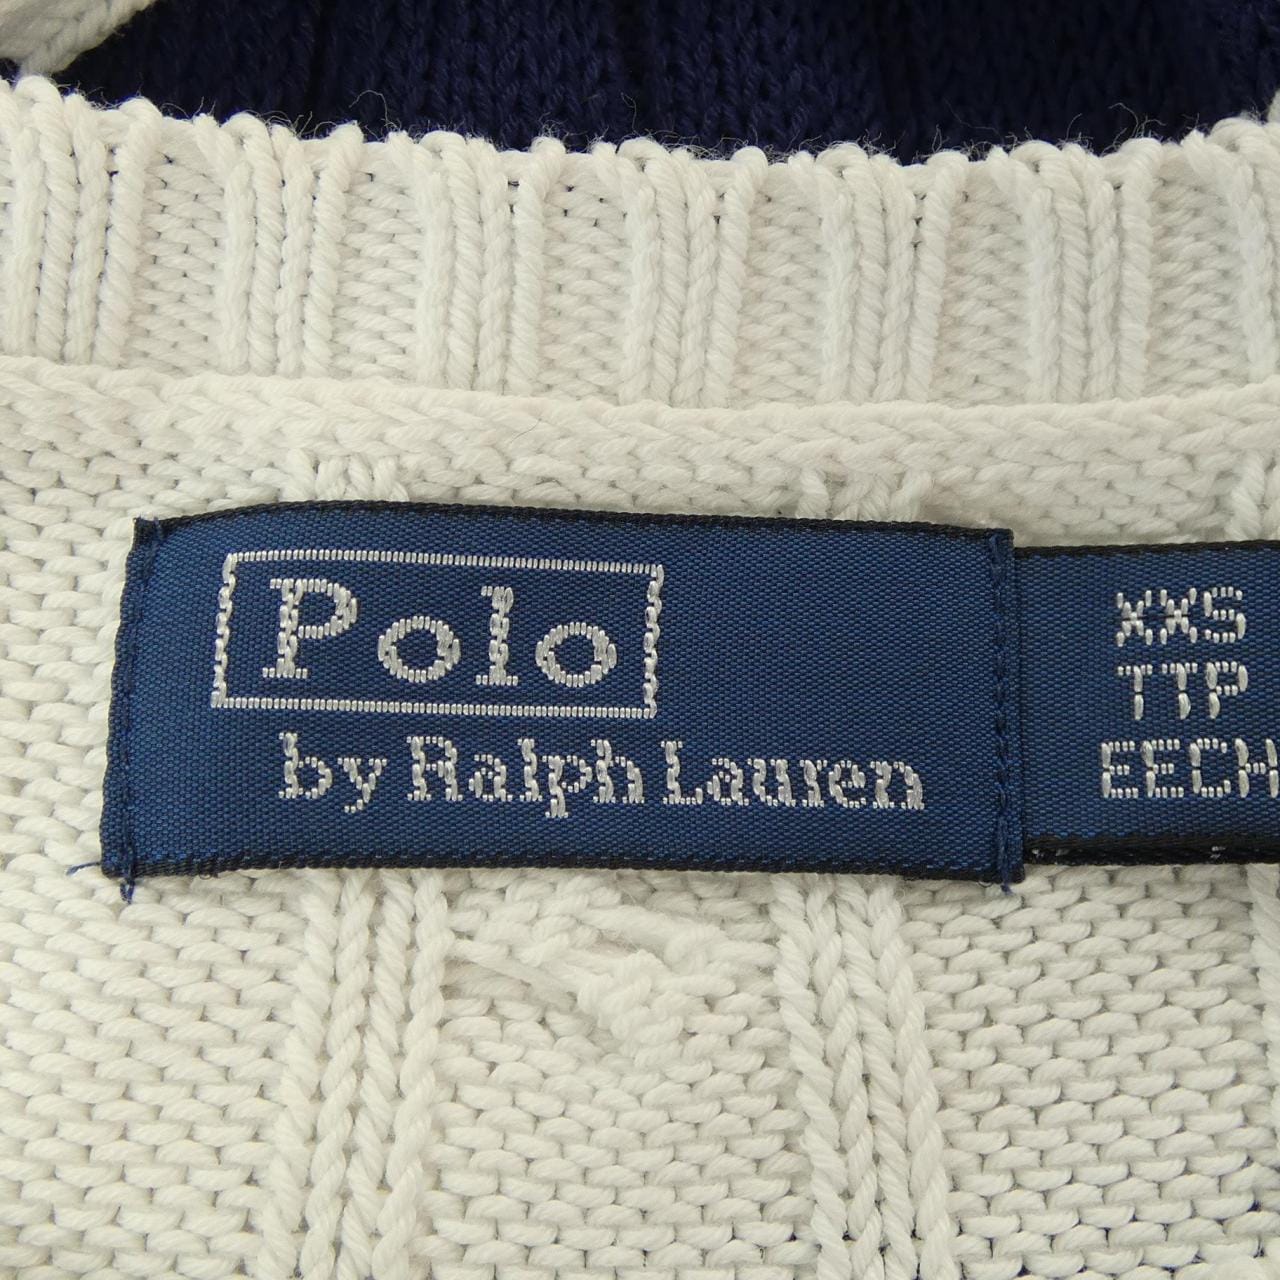 Polo
by Ralph Lauren
XXS
TTP
EECH